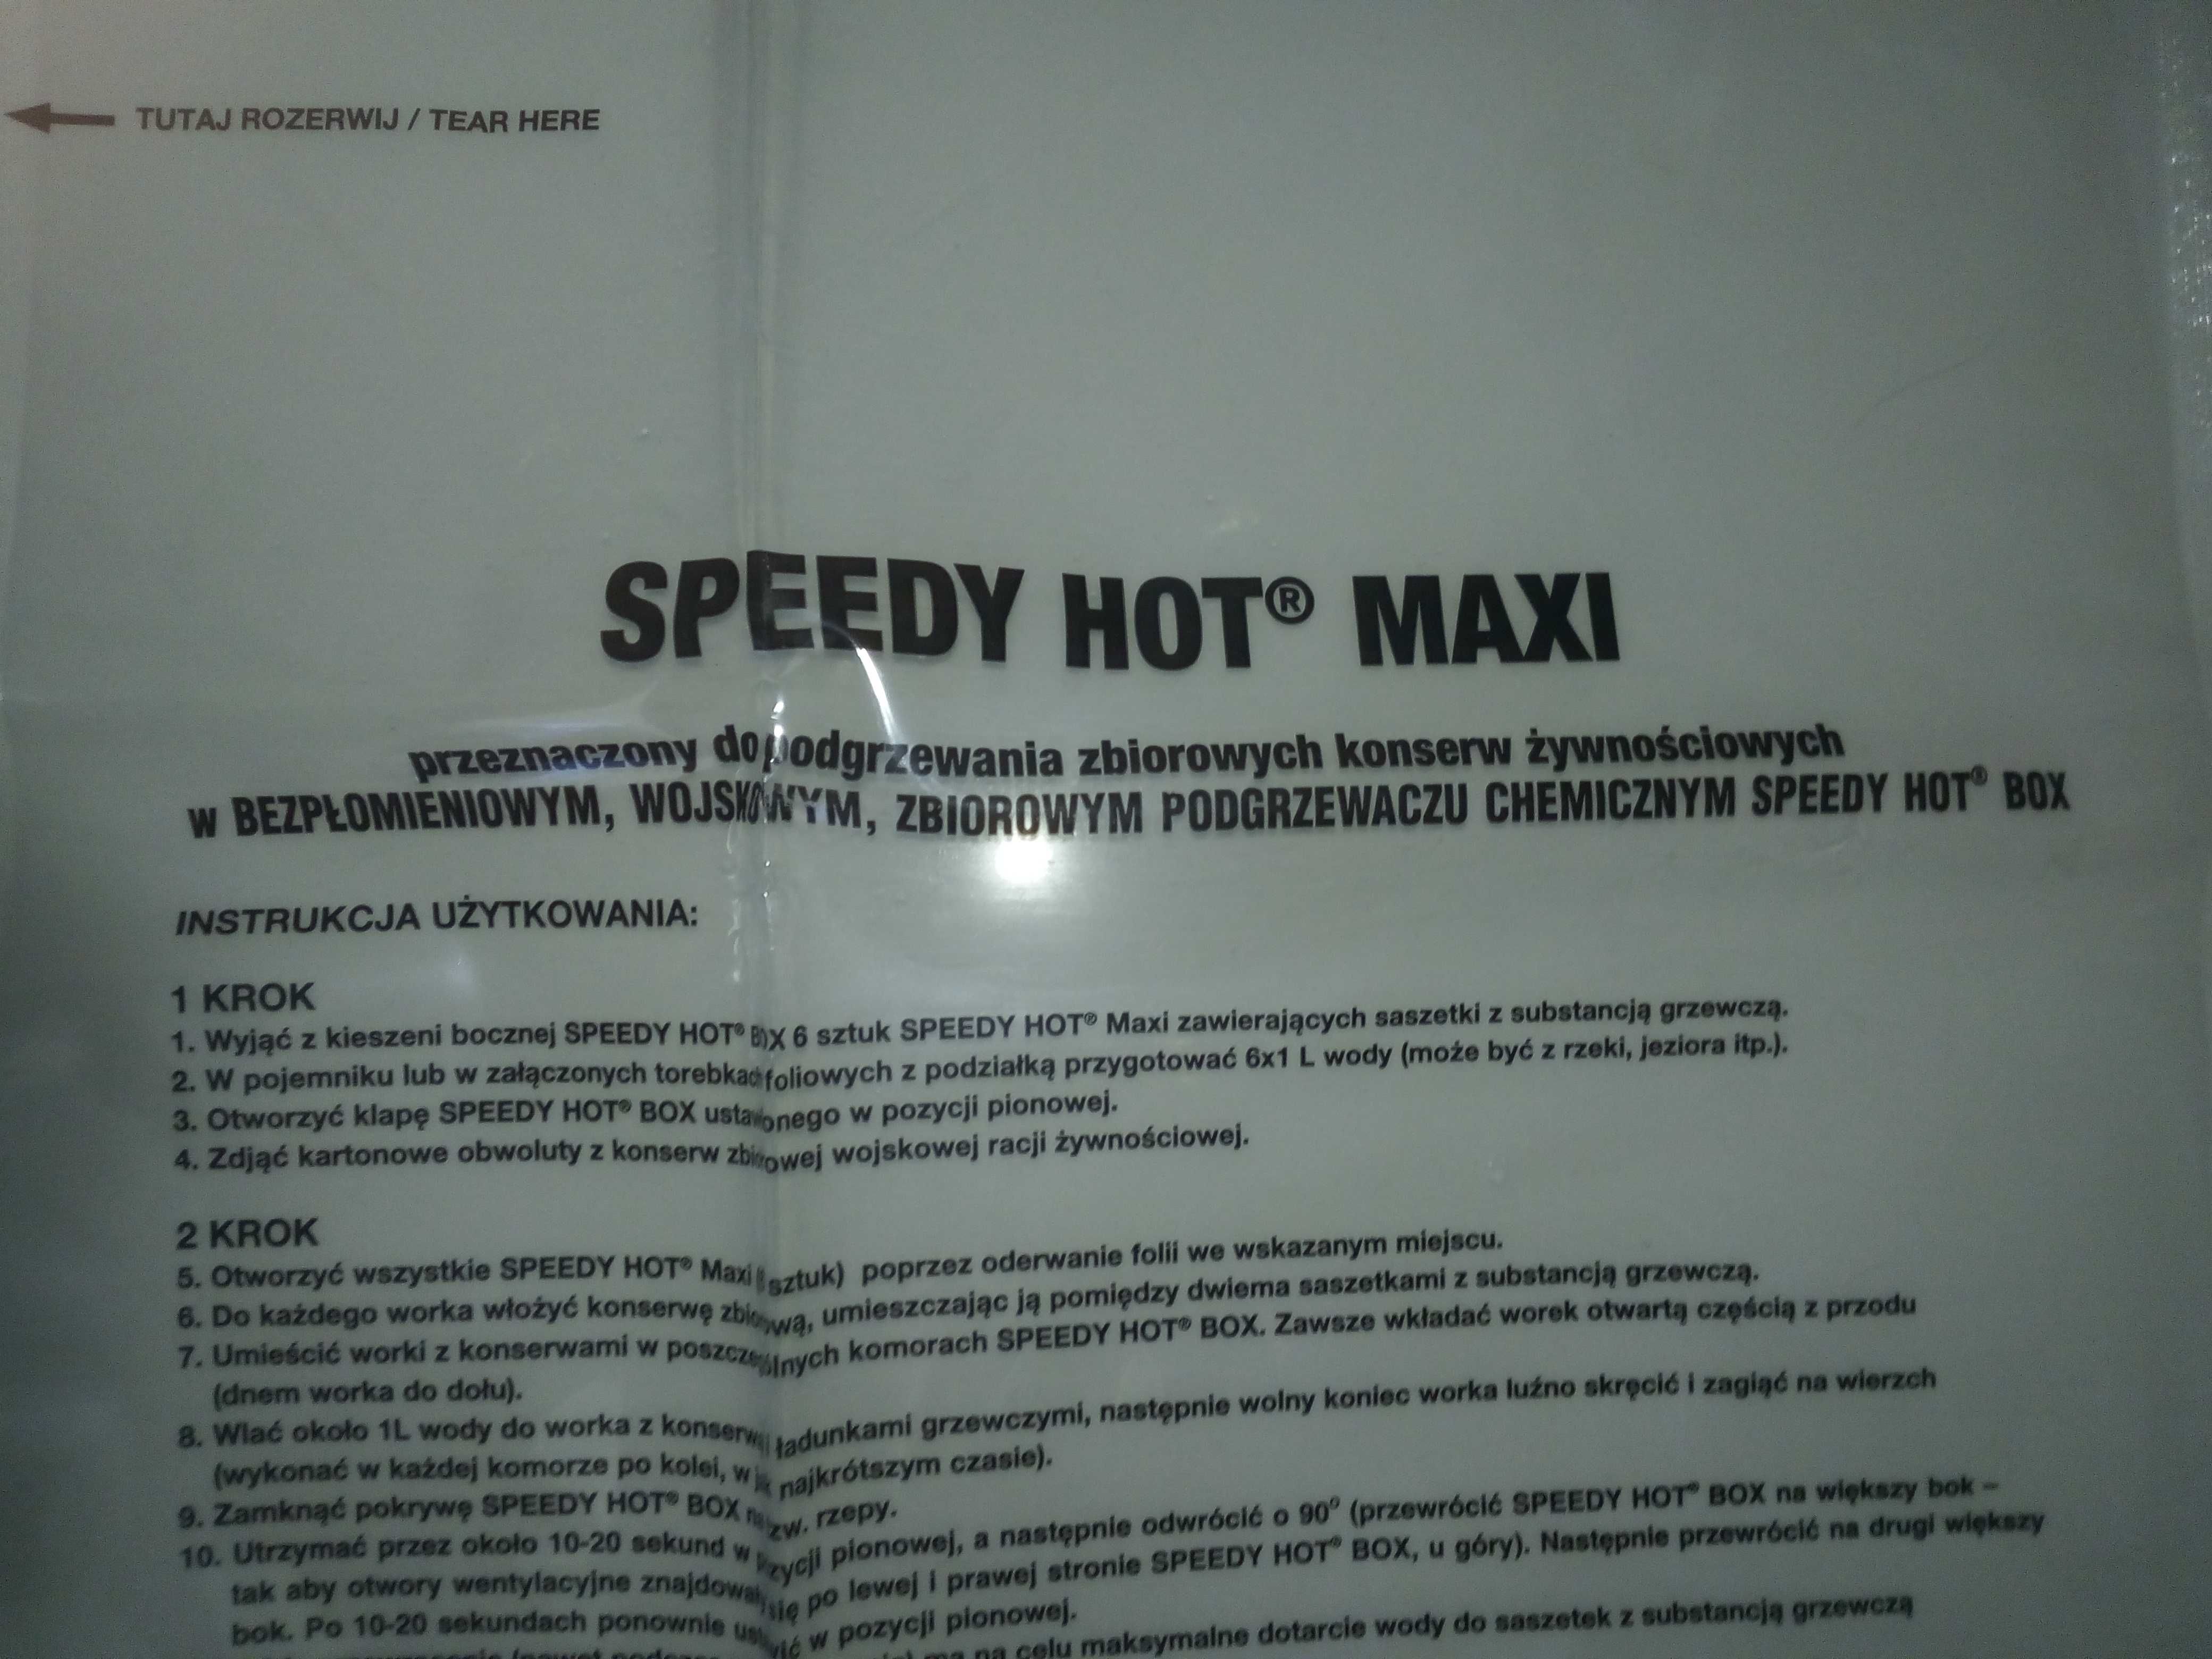 TUTAJ ROZERWIJ / TEAR HERE
SPEEDY HOT® MAXI
przeznaczony do podgrzewania zbiorowych konserw żywnościowych
w BEZPŁOMIENIOWYM, WOJSKOWYM, ZBIOROWYM PODGRZEWACZU CHEMICZNYM SPEEDY HOT® BOX
INSTRUKCJA UŻYTKOWANIA:
1 KROK
1. Wyjąć z kieszeni bocznej SPEEDY HOT® BOX 6 sztuk SPEEDY HOT® Maxi zawierających saszetki z substancją grzewczą.
2. W pojemniku lub w załączonych torebkach foliowych z podziałką przygotować 6x1 L wody (może być z rzeki, jeziora itp.).
3. Otworzyć klapę SPEEDY HOT® BOX ustawionego w pozycji pionowej.
4. Zdjąć kartonowe obwoluty z konserw zbiorowej wojskowej racji żywnościowej.
2 KROK
5. Otworzyć wszystkie SPEEDY HOT® Maxi sztuk) poprzez oderwanie folii we wskazanym miejscu.
6. Do każdego worka włożyć konserwę zbiorową, umieszczając ją pomiędzy dwiema saszetkami z substancją grzewczą.
7. Umieścić worki z konserwami w poszczególnych komorach SPEEDY HOT® BOX. Zawsze wkładać worek otwartą częścią z przodu
(dnem worka do dołu).
8. Wlać około 1L wody do worka z konserwą i ładunkami grzewczymi, następnie wolny koniec worka luźno skręcić i zagiąć na wierzch
(wykonać w każdej komorze po kolei, w jak najkrótszym czasie).
9. Zamknąć pokrywę SPEEDY HOT® BOX na tzw. rzepy.
10. Utrzymać przez około 10-20 sekund w pozycji pionowej, a następnie odwrócić o 90° (przewrócić SPEEDY HOT® BOX na większy bok –
tak aby otwory wentylacyjne znajdowały się po lewej i prawej stronie SPEEDY HOT® BOX, u góry). Następnie przewrócić na drugi większy
bok. Po 10-20 sekundach ponownie ustawić w pozycji pionowej.
ma na celu maksymalne dotarcie wody do saszetek z substancją grzewczą